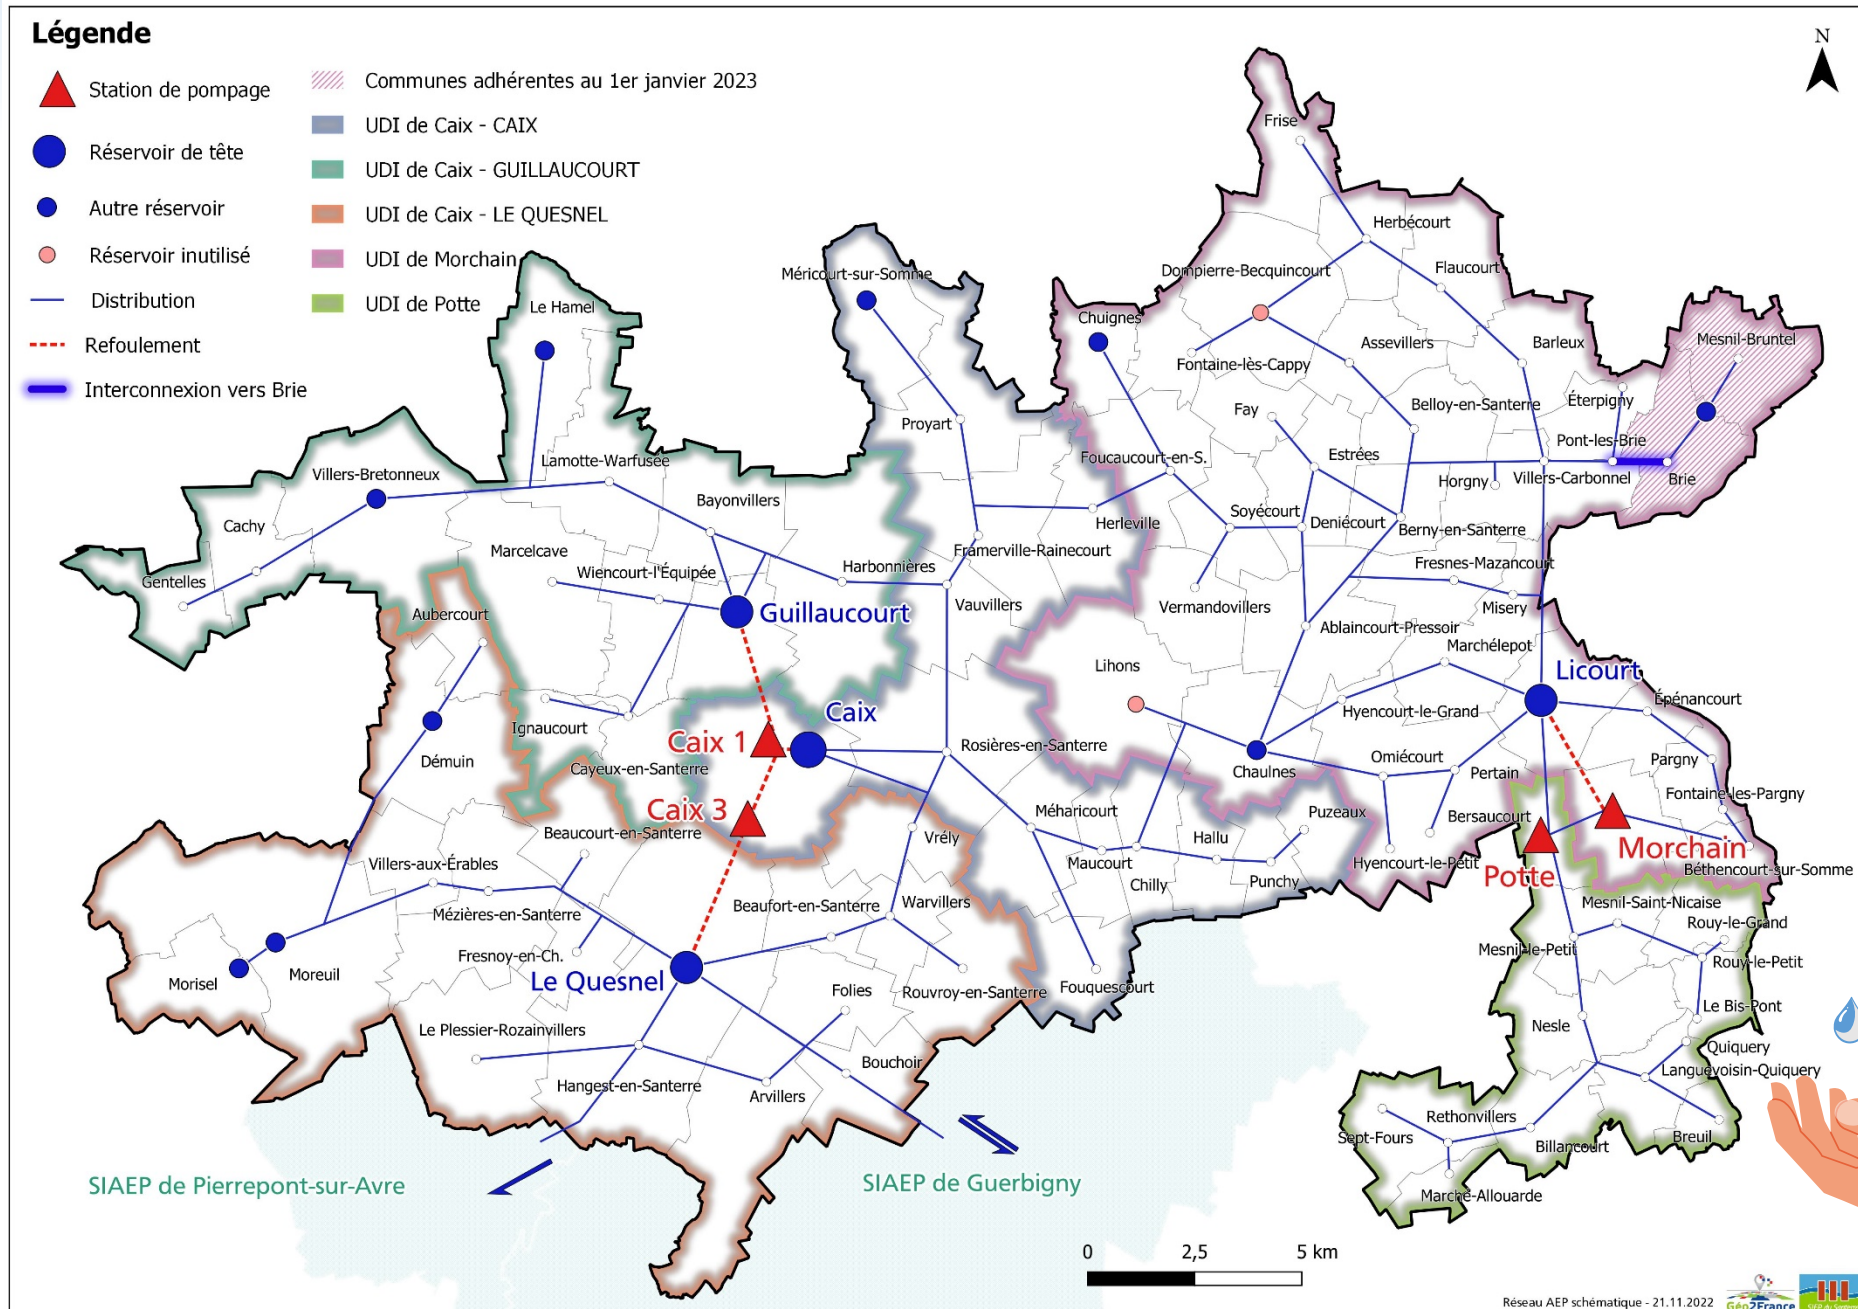 Légende
Station de pompage
Réservoir de tête
Autre réservoir
Réservoir inutilisé
Distribution
Refoulement
Interconnexion vers Brie
Communes adhérentes au 1er janvier 2023
UDI de Caix - CAIX
UDI de Caix - GUILLAUCOURT
UDI de Caix - LE QUESNEL
UDI de Morchain
UDI de Potte
N
Frise
Herbécourt
Dompierre-Becquincourt
Flaucourt
Méricourt-sur-Somme
Le Hamel
Chuignes
Assevillers
Barleux
Mesnil-Bruntel
Fontaine-lès-Cappy
Éterpigny
Fay
Belloy-en-Santerre
Proyart
Pont-les-Brie
Foucaucourt-en-S.
Estrées
Villers-Bretonneux
Lamotte-Warfusée
Horgny
Villers-Carbonnel
Brie
Bayonvillers
Cachy
Soyécourt
Deniécourt
Herleville
Berny-en-Santerre
Marcelcave
Framerville-Rainecourt
Harbonnières
Fresnes-Mazancourt
Wiencourt-l'Équipée
Gentelles
Vauvillers
Vermandovillers
Misery
Aubercourt
Guillaucourt
Ablaincourt-Pressoir
Marchélepot
Lihons
Licourt
Épénancourt
Ignaucourt
Caix
Hyencourt-le-Grand
Caix 1
Rosières-en-Santerre
Omiécourt
Démuin
Cayeux-en-Santerre
Chaulnes
Pertain
Pargny
Caix 3
Fontaine-les-Pargny
Méharicourt
Puzeaux
Bersaucourt
Beaucourt-en-Santerre
Vrély
Hallu
Morchain
Villers-aux-Érables
Maucourt
Hyencourt-le-Petit
Béthencourt-sur-Somme
Potte
Chilly
Punchy
Beaufort-en-Santerre
Warvillers
Mesnil-Saint-Nicaise
Mézières-en-Santerre
Rouy-le-Grand
Mesnil-le-Petit
Fresnoy-en-Ch.
Rouy-le-Petit
Moreuil
Morisel
Le Quesnel
Folies
Rouvroy-en-Santerre
Fouquescourt
Le Bis-Pont
Le Plessier-Rozainvillers
Nesle
Quiquery
Bouchoir
Languevoisin-Quiquery
Hangest-en-Santerre
Arvillers
Rethonvillers
Sept-Fours
Billancourt
Breuil
SIAEP de Pierrepont-sur-Avre
SIAEP de Guerbigny
Marché-Allouarde
0 2,5 5 km
Réseau AEP schématique - 21.11.2022
Géo2France
SIEP du Santerre